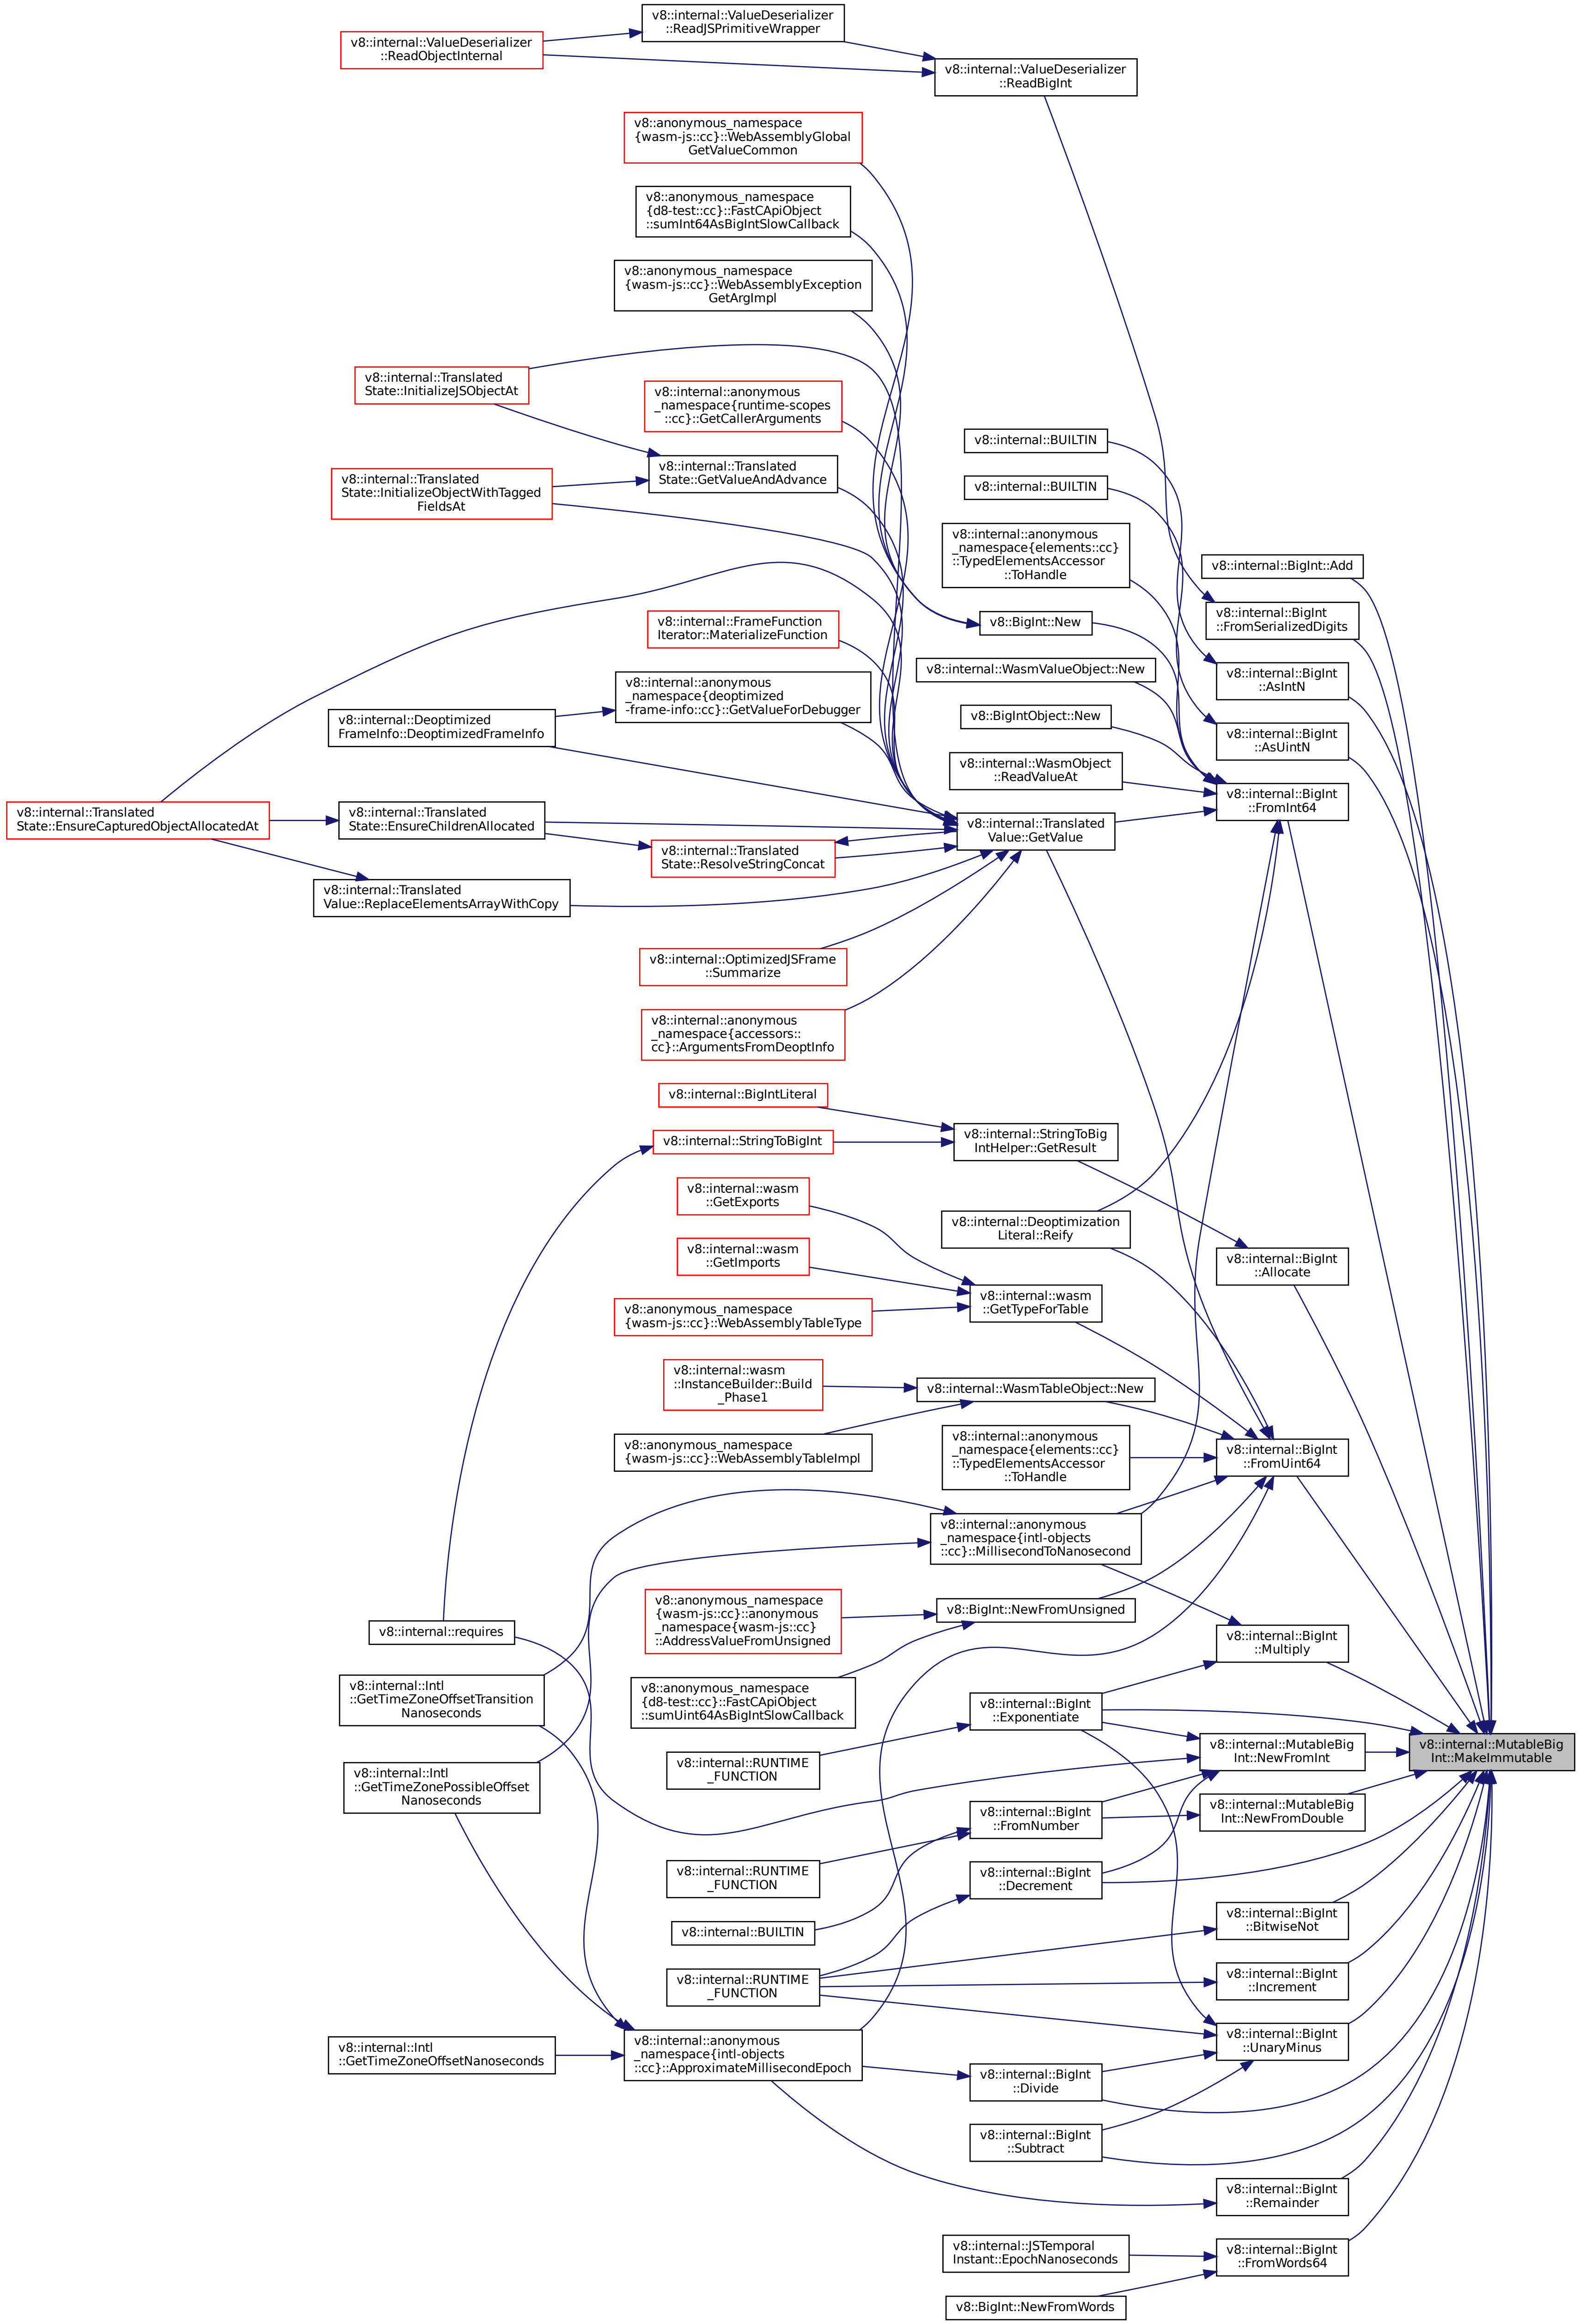 v8::internal::ValueDeserializer
::ReadJSPrimitiveWrapper
v8::internal::ValueDeserializer
::ReadObjectInternal
v8::internal::ValueDeserializer
::ReadBigInt
v8::anonymous_namespace
{wasm-js::cc}::WebAssemblyGlobal
GetValueCommon
v8::anonymous_namespace
{d8-test::cc}::FastCApiObject
::sumInt64AsBigIntSlowCallback
v8::anonymous_namespace
{wasm-js::cc}::WebAssemblyException
GetArgImpl
v8::internal::Translated
State::InitializeJSObjectAt
v8::internal::anonymous
_namespace{runtime-scopes
::cc}::GetCallerArguments
v8::internal::BUILTIN
v8::internal::Translated
State::GetValueAndAdvance
v8::internal::Translated
State::InitializeObjectWithTagged
FieldsAt
v8::internal::BUILTIN
v8::internal::anonymous
_namespace{elements::cc}
::TypedElementsAccessor
::ToHandle
v8::internal::BigInt::Add
v8::internal::BigInt
::FromSerializedDigits
v8::internal::FrameFunction
Iterator::MaterializeFunction
v8::BigInt::New
v8::internal::WasmValueObject::New
v8::internal::BigInt
::AsIntN
v8::internal::anonymous
_namespace{deoptimized
-frame-info::cc}::GetValueForDebugger
v8::internal::Deoptimized
FrameInfo::DeoptimizedFrameInfo
v8::BigIntObject::New
v8::internal::BigInt
::AsUintN
v8::internal::WasmObject
::ReadValueAt
v8::internal::BigInt
::FromInt64
v8::internal::Translated
State::EnsureCapturedObjectAllocatedAt
v8::internal::Translated
State::EnsureChildrenAllocated
v8::internal::Translated
Value::GetValue
v8::internal::Translated
State::ResolveStringConcat
v8::internal::Translated
Value::ReplaceElementsArrayWithCopy
v8::internal::OptimizedJSFrame
::Summarize
v8::internal::anonymous
_namespace{accessors::
cc}::ArgumentsFromDeoptInfo
v8::internal::BigIntLiteral
v8::internal::StringToBigInt
v8::internal::StringToBig
IntHelper::GetResult
v8::internal::wasm
::GetExports
v8::internal::Deoptimization
Literal::Reify
v8::internal::wasm
::GetImports
v8::internal::BigInt
::Allocate
v8::internal::wasm
::GetTypeForTable
v8::anonymous_namespace
{wasm-js::cc}::WebAssemblyTableType
v8::internal::wasm
::InstanceBuilder::Build
_Phase1
v8::internal::WasmTableObject::New
v8::anonymous_namespace
{wasm-js::cc}::WebAssemblyTableImpl
v8::internal::anonymous
_namespace{elements::cc}
::TypedElementsAccessor
::ToHandle
v8::internal::BigInt
::FromUint64
v8::internal::anonymous
_namespace{intl-objects
::cc}::MillisecondToNanosecond
v8::anonymous_namespace
{wasm-js::cc}::anonymous
_namespace{wasm-js::cc}
::AddressValueFromUnsigned
v8::BigInt::NewFromUnsigned
v8::internal::requires
v8::internal::BigInt
::Multiply
v8::internal::Intl
::GetTimeZoneOffsetTransition
Nanoseconds
v8::anonymous_namespace
{d8-test::cc}::FastCApiObject
::sumUint64AsBigIntSlowCallback
v8::internal::BigInt
::Exponentiate
v8::internal::MutableBig
Int::NewFromInt
v8::internal::MutableBig
Int::MakeImmutable
v8::internal::RUNTIME
_FUNCTION
v8::internal::Intl
::GetTimeZonePossibleOffset
Nanoseconds
v8::internal::BigInt
::FromNumber
v8::internal::MutableBig
Int::NewFromDouble
v8::internal::RUNTIME
_FUNCTION
v8::internal::BigInt
::Decrement
v8::internal::BUILTIN
v8::internal::BigInt
::BitwiseNot
v8::internal::RUNTIME
_FUNCTION
v8::internal::BigInt
::Increment
v8::internal::BigInt
::UnaryMinus
v8::internal::Intl
::GetTimeZoneOffsetNanoseconds
v8::internal::anonymous
_namespace{intl-objects
::cc}::ApproximateMillisecondEpoch
v8::internal::BigInt
::Divide
v8::internal::BigInt
::Subtract
v8::internal::BigInt
::Remainder
v8::internal::JSTemporal
Instant::EpochNanoseconds
v8::internal::BigInt
::FromWords64
v8::BigInt::NewFromWords